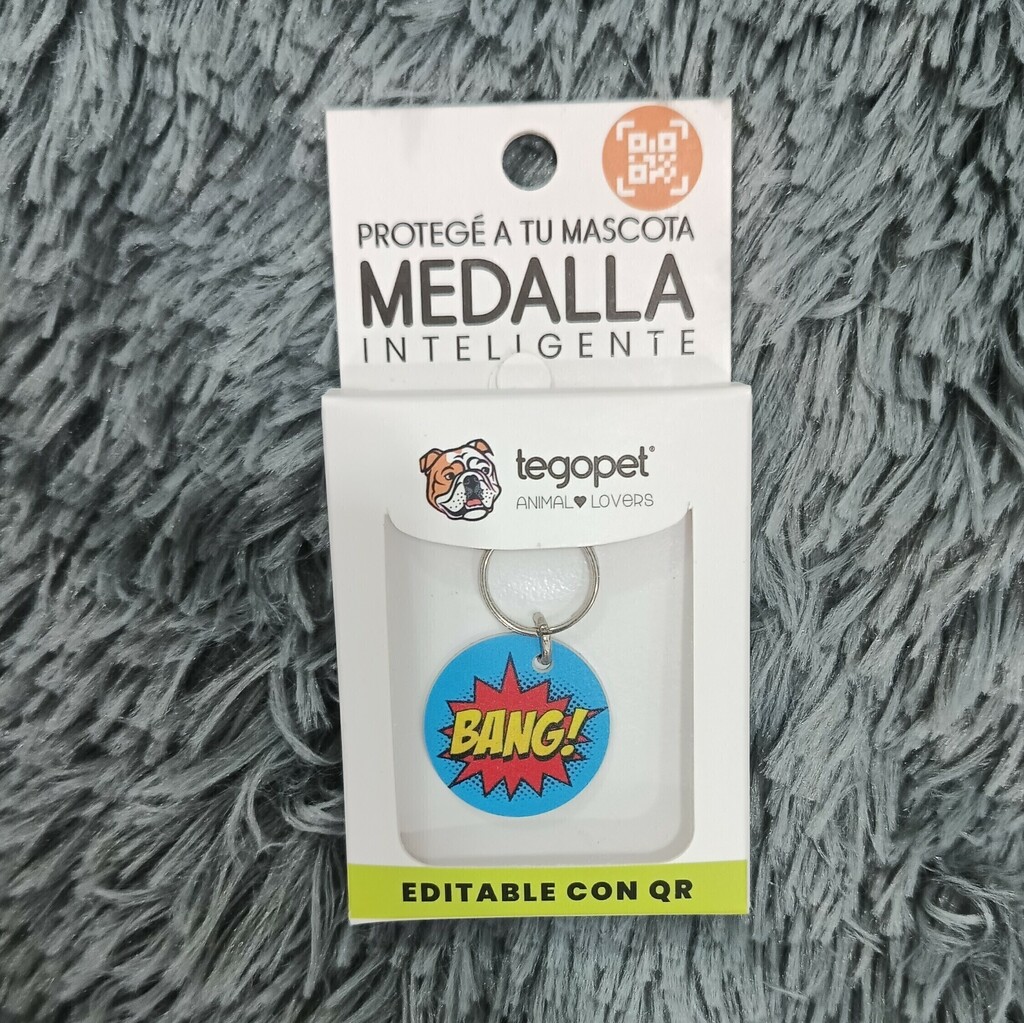 PROTEGÉ A TU MASCOTA
MEDALLA
INTELIGENTE
tegopet®
ANIMAL♥LOVERS
BANG!
EDITABLE CON QR